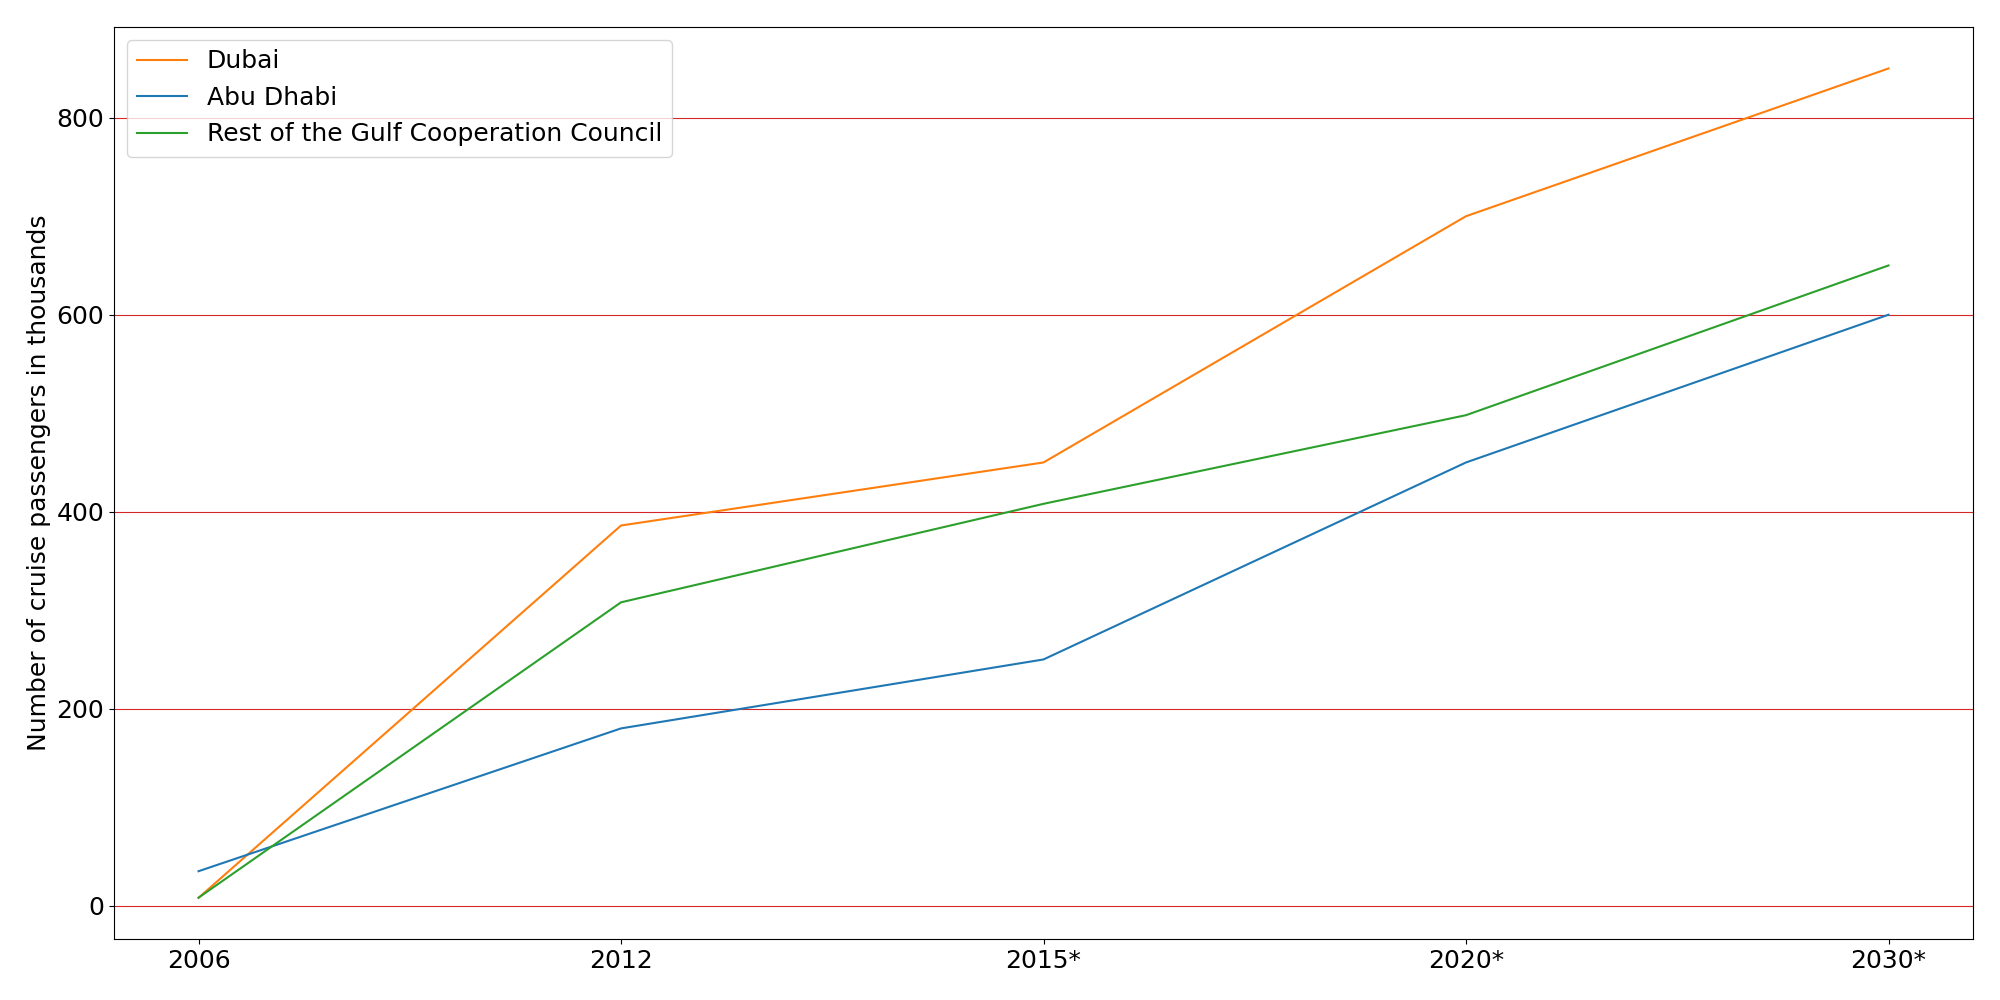 Dubai
Abu Dhabi
Rest of the Gulf Cooperation Council
Number of cruise passengers in thousands
800
600
400
200
0
2006
2012
2015*
2020*
2030*